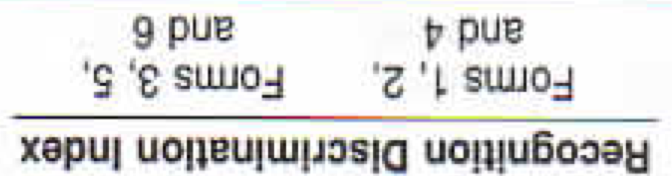 Recognition Discrimination Index
Forms 1, 2,
and 4
Forms 3, 5,
and 6